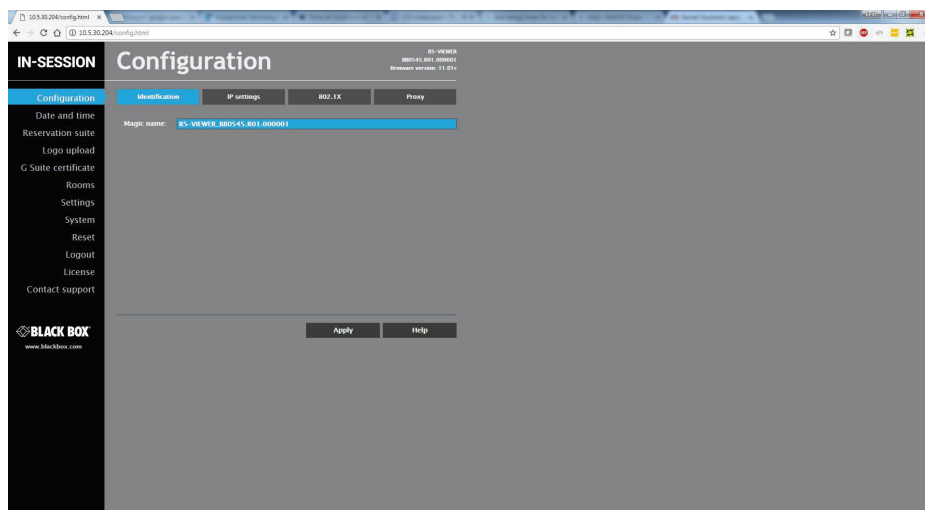 10.5.30.204/config.html
10.5.30.204/config.html
IN-SESSION
Configuration
RS-VIEWER
BB0545.R01.000001
firmware version: 11.01c
Configuration
Date and time
Reservation suite
Logo upload
G Suite certificate
Rooms
Settings
System
Reset
Logout
License
Contact support
Identification
IP settings
802.1X
Proxy
Magic name:
RS-VIEWER_BB0545.R01.000001
Apply
Help
BLACK BOX
www.blackbox.com